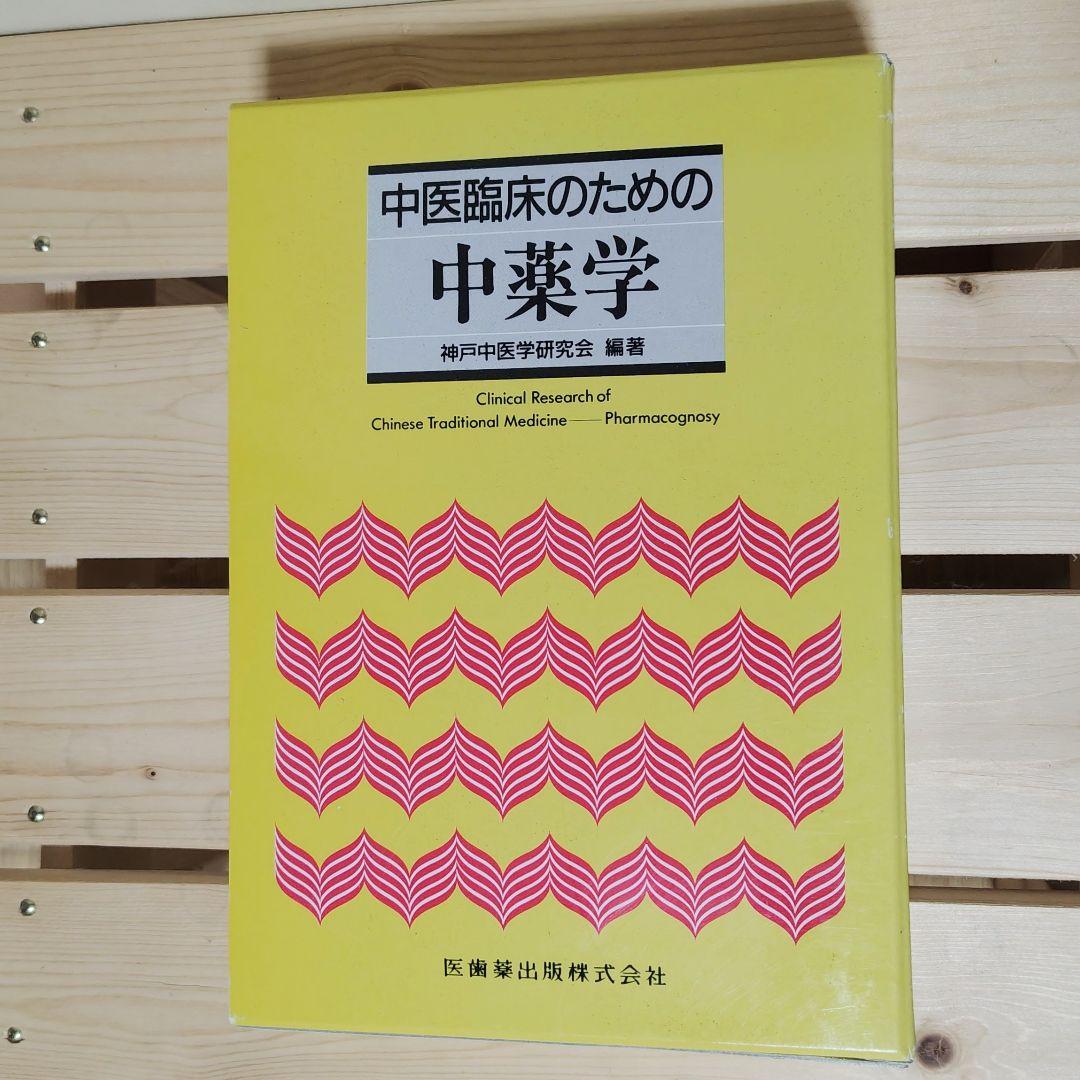 中医臨床のための
中薬学
神戸中医学研究会 編著
Clinical Research of
Chinese Traditional Medicine——Pharmacognosy
医歯薬出版株式会社